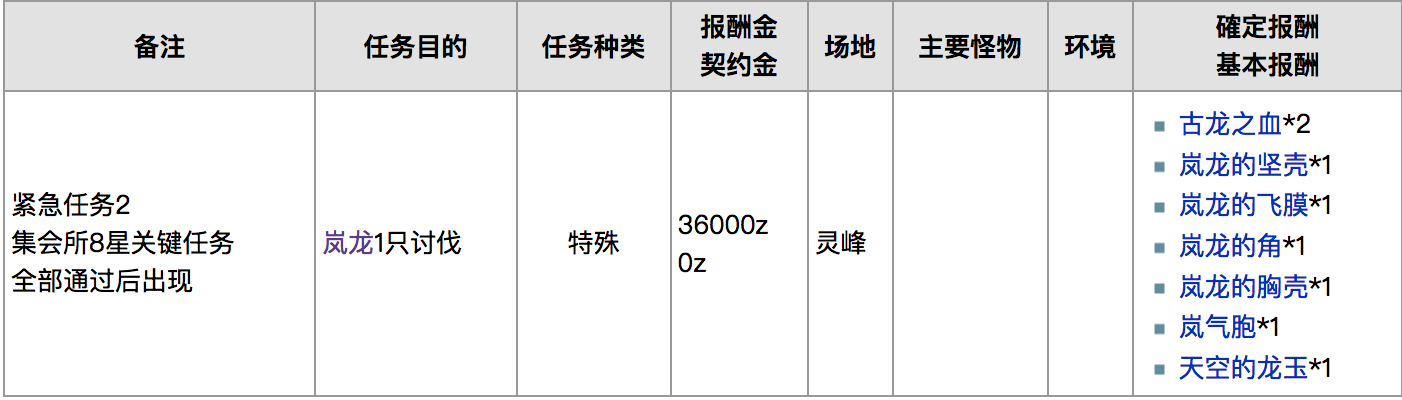 备注
任务目的
任务种类
报酬金
契约金
场地
主要怪物
环境
確定报酬
基本报酬
紧急任务2
集会所8星关键任务
全部通过后出现
岚龙1只讨伐
特殊
36000z
0z
灵峰
古龙之血*2
岚龙的坚壳*1
岚龙的飞膜*1
岚龙的角*1
岚龙的胸壳*1
岚气胞*1
天空的龙玉*1